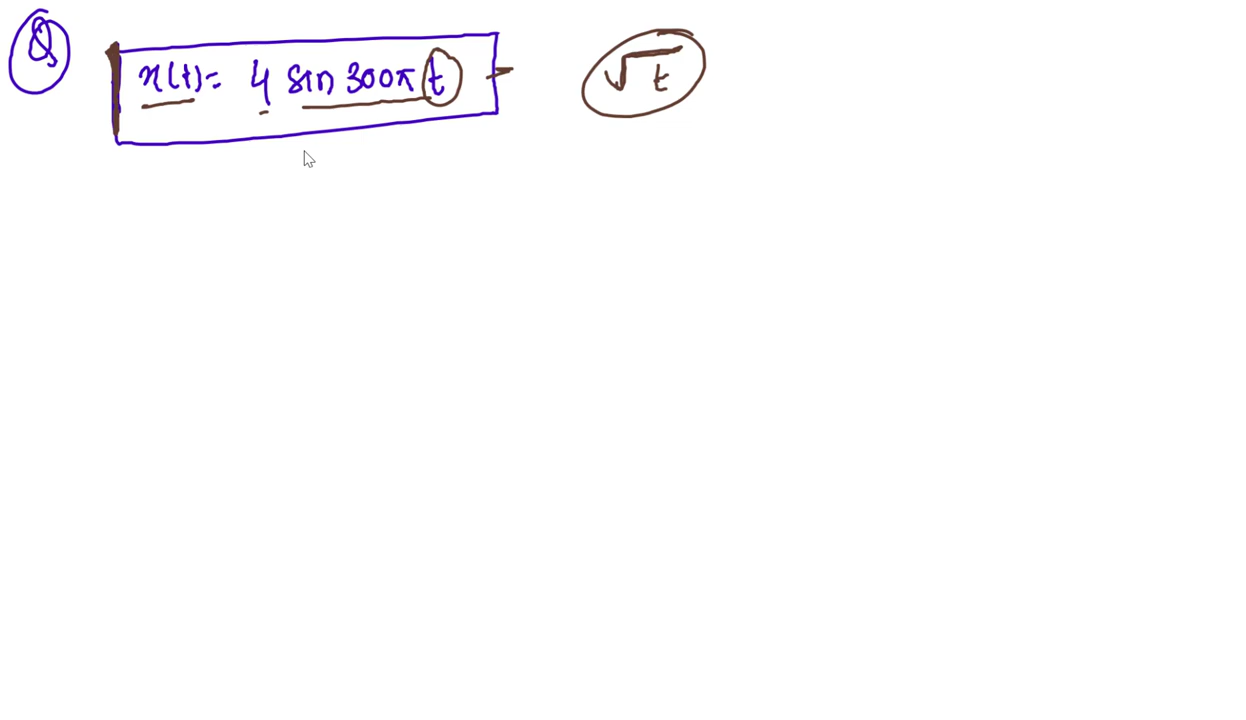 Q
x(t) = 4 sin 300π t
√t